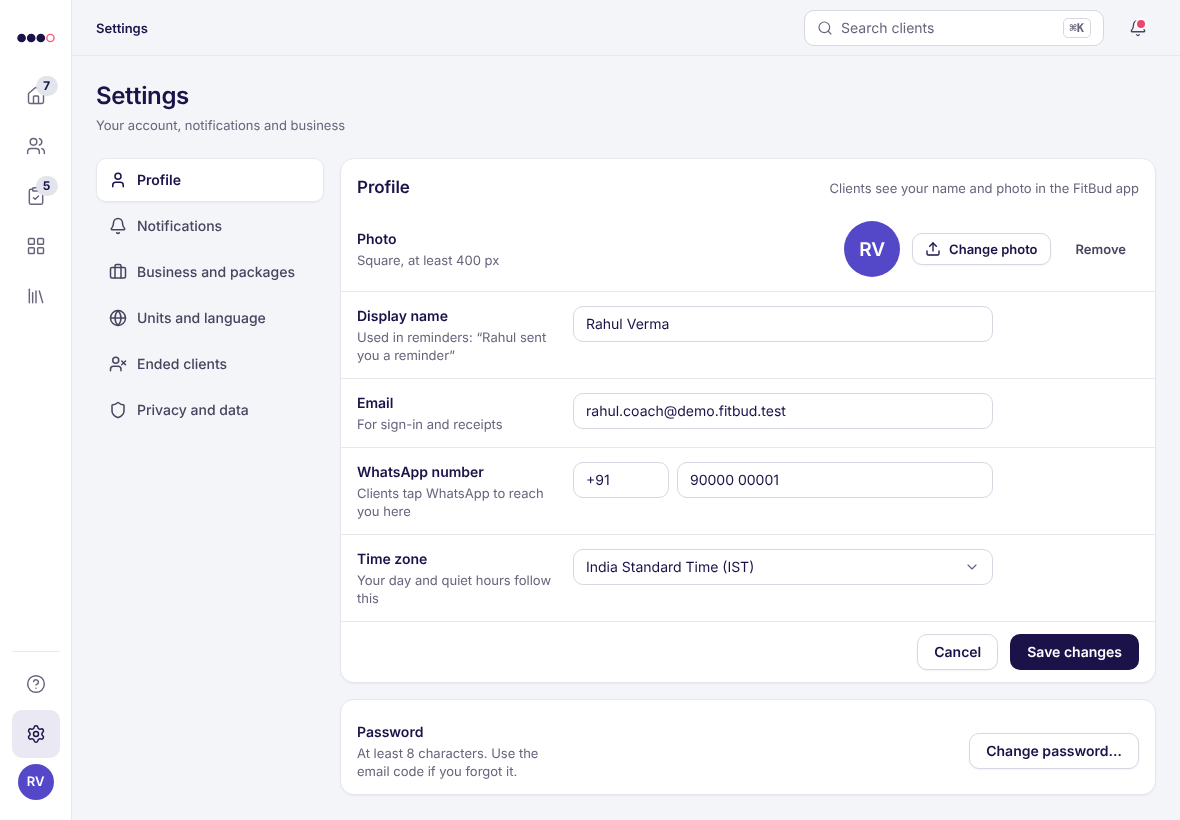 Settings
Search clients
⌘K
7
5
Settings
Your account, notifications and business
Profile
Notifications
Business and packages
Units and language
Ended clients
Privacy and data
Profile
Clients see your name and photo in the FitBud app
Photo
Square, at least 400 px
RV
Change photo
Remove
Display name
Used in reminders: “Rahul sent
you a reminder”
Rahul Verma
Email
For sign-in and receipts
rahul.coach@demo.fitbud.test
WhatsApp number
Clients tap WhatsApp to reach
you here
+91
90000 00001
Time zone
Your day and quiet hours follow
this
India Standard Time (IST)
Cancel
Save changes
Password
At least 8 characters. Use the
email code if you forgot it.
Change password...
RV